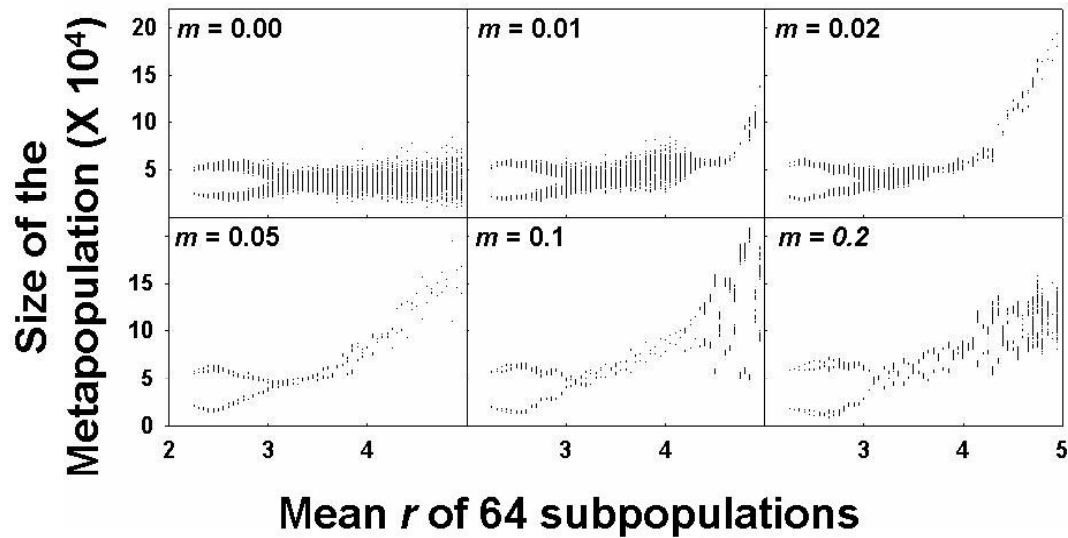 Size of the
Metapopulation (X 10⁴)
m = 0.00
m = 0.01
m = 0.02
20
15
10
5
m = 0.05
m = 0.1
m = 0.2
15
10
5
0
2 3 4 3 4 3 4 5
Mean r of 64 subpopulations